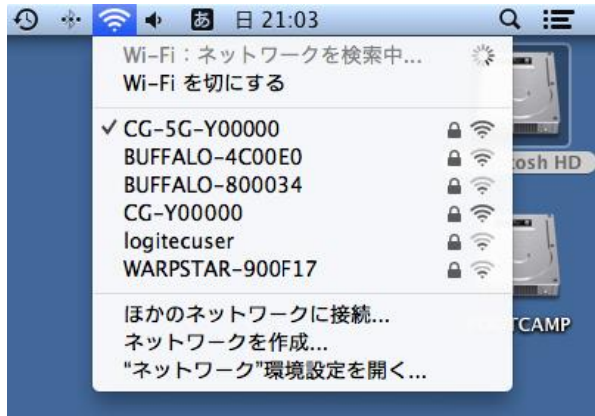 あ 日 21:03
Wi-Fi：ネットワークを検索中...
Wi-Fi を切にする
CG-5G-Y00000
BUFFALO-4C00E0
BUFFALO-800034
CG-Y00000
logitecuser
WARPSTAR-900F17
ほかのネットワークに接続...
ネットワークを作成...
“ネットワーク”環境設定を開く...
tosh HD
TCAMP